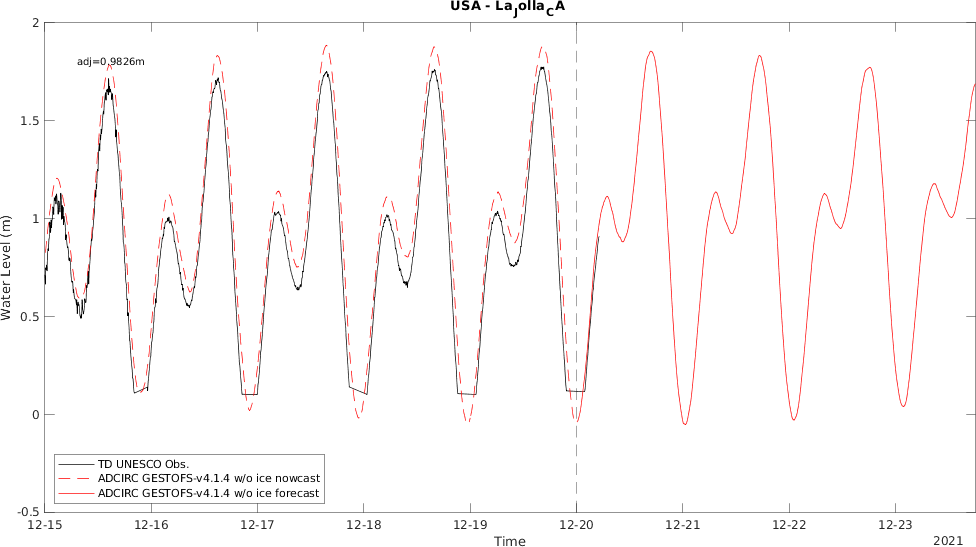 USA - LaJollaCA
2
1.5
1
0.5
0
-0.5
Water Level (m)
adj=0.9826m
TD UNESCO Obs.
ADCIRC GESTOFS-v4.1.4 w/o ice nowcast
ADCIRC GESTOFS-v4.1.4 w/o ice forecast
12-15 12-16 12-17 12-18 12-19 12-20 12-21 12-22 12-23
Time
2021